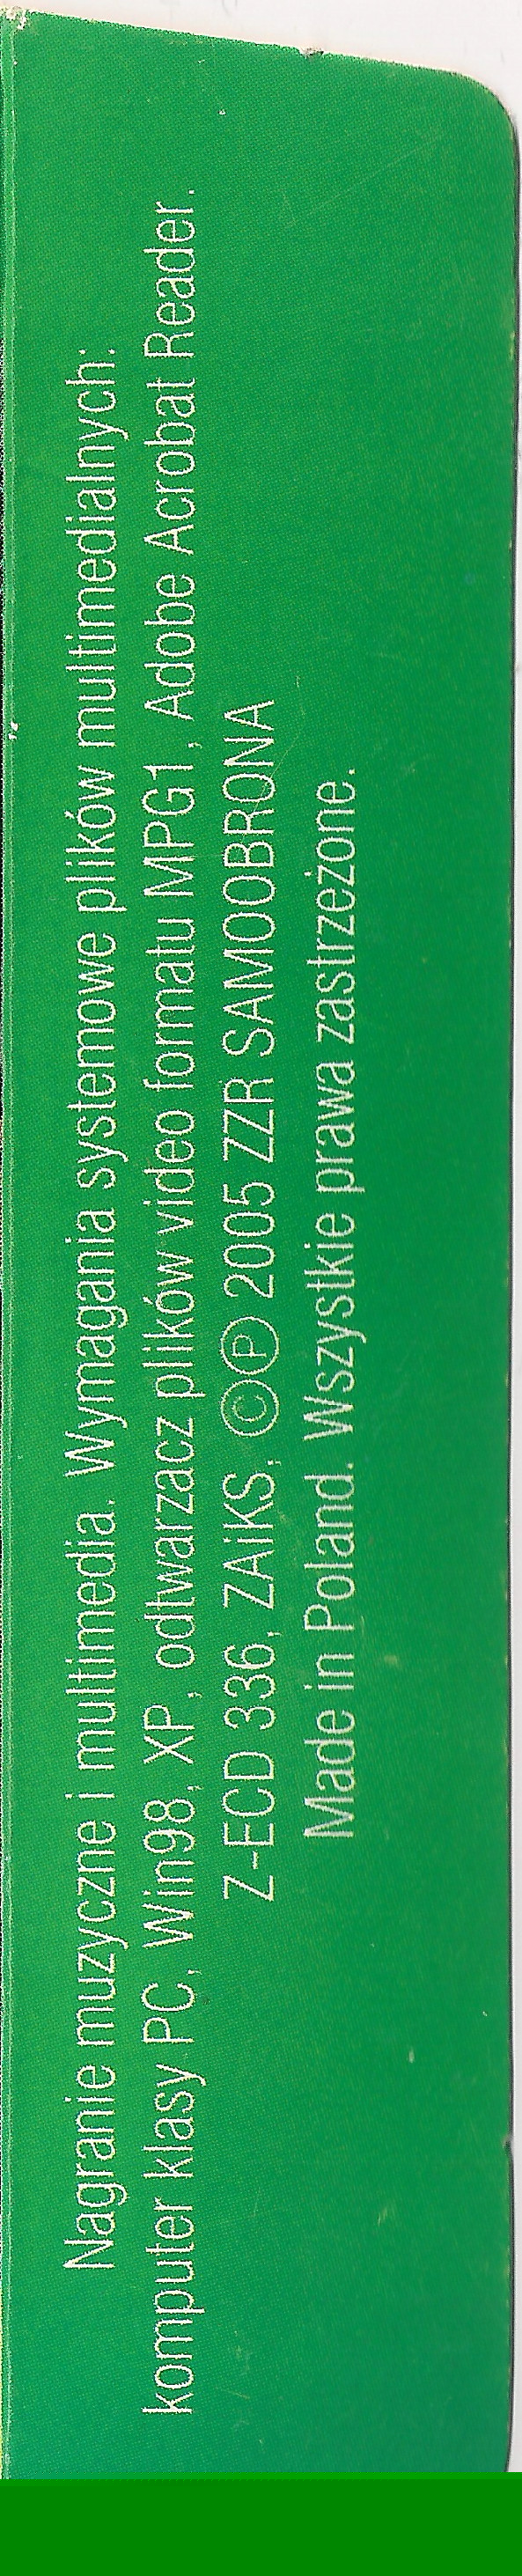 Nagranie muzyczne i multimedia. Wymagania systemowe plików multimedialnych:
komputer klasy PC, Win98, XP, odtwarzacz plików video formatu MPG1, Adobe Acrobat Reader.
Z-ECD 336, ZAiKS, ©℗ 2005 ZZR SAMOOBRONA
Made in Poland. Wszystkie prawa zastrzeżone.